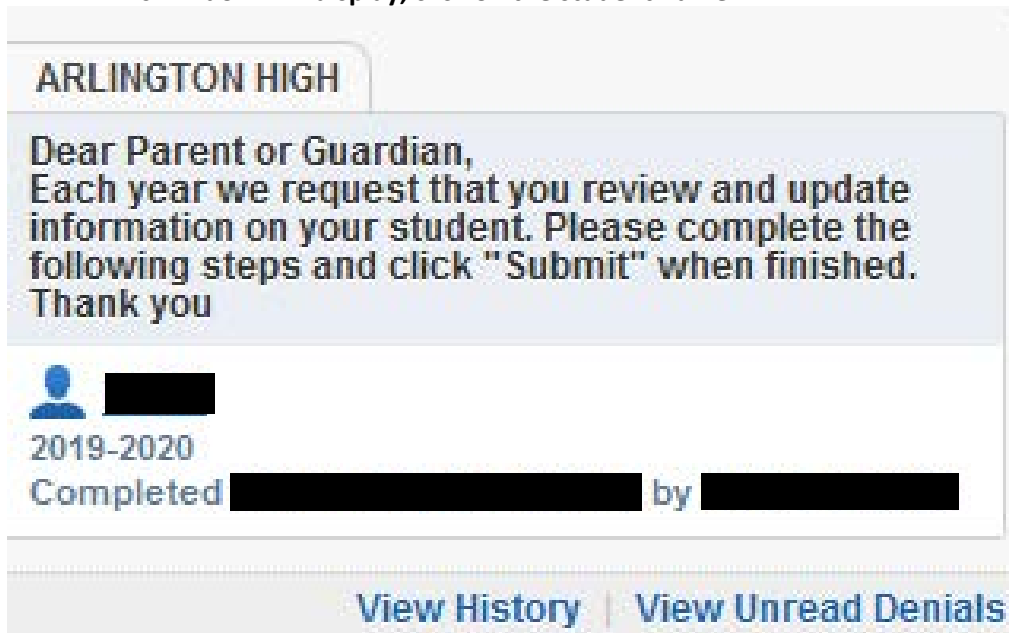 ARLINGTON HIGH
Dear Parent or Guardian,
Each year we request that you review and update
information on your student. Please complete the
following steps and click "Submit" when finished.
Thank you
2019-2020
Completed by
View History | View Unread Denials